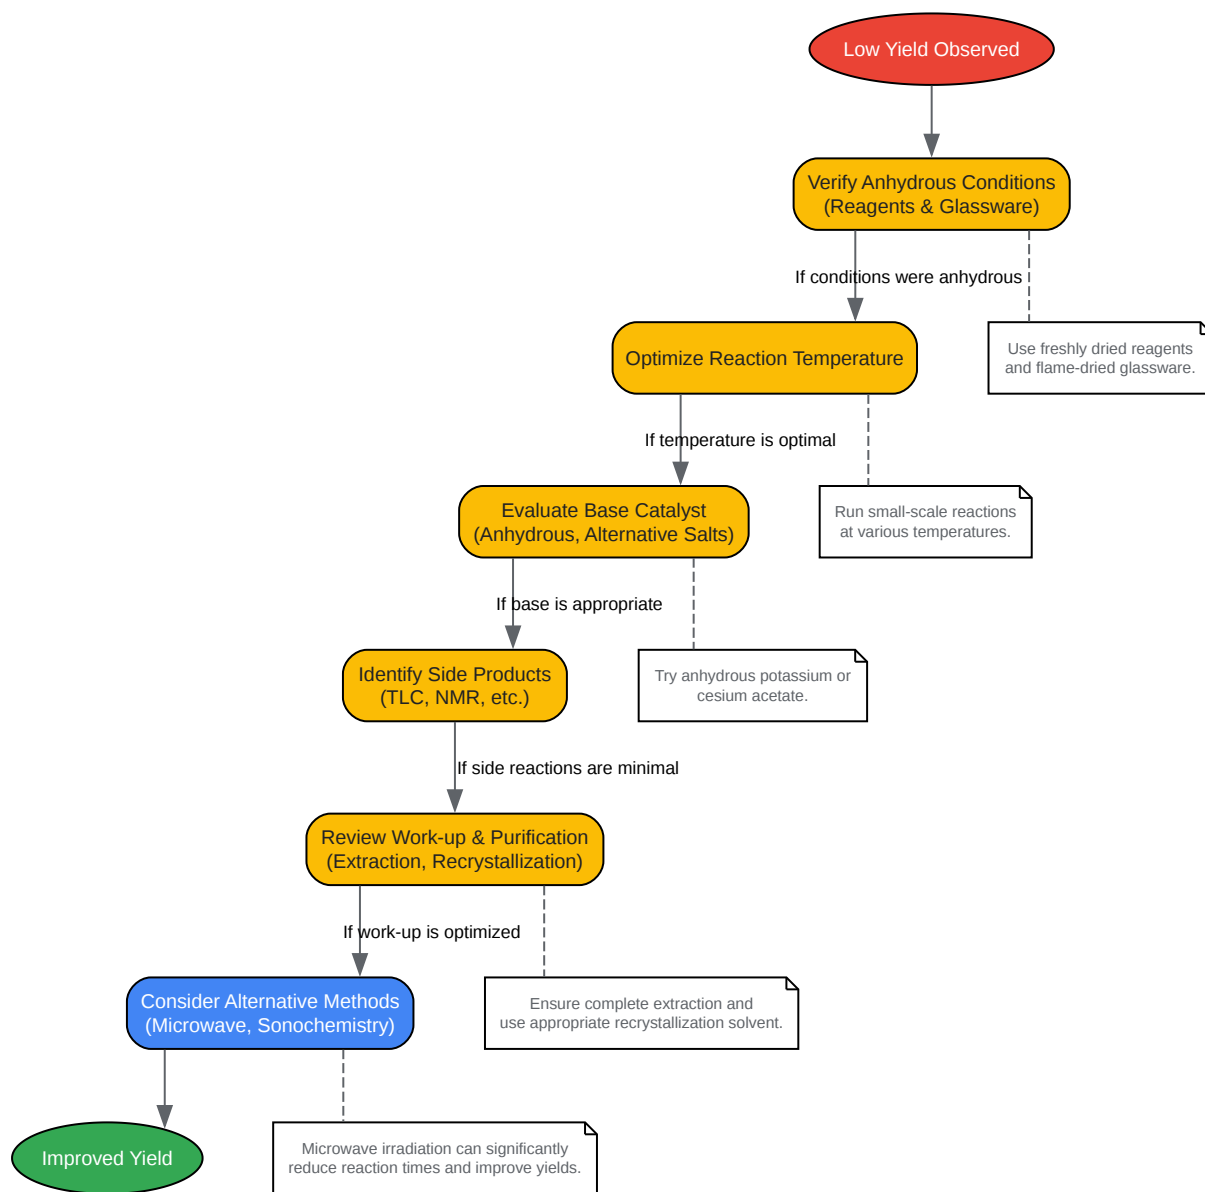 Low Yield Observed
Verify Anhydrous Conditions
(Reagents & Glassware)
If conditions were anhydrous
Optimize Reaction Temperature
Use freshly dried reagents
and flame-dried glassware.
If temperature is optimal
Evaluate Base Catalyst
(Anhydrous, Alternative Salts)
Run small-scale reactions
at various temperatures.
If base is appropriate
Identify Side Products
(TLC, NMR, etc.)
Try anhydrous potassium or
cesium acetate.
If side reactions are minimal
Review Work-up & Purification
(Extraction, Recrystallization)
If work-up is optimized
Consider Alternative Methods
(Microwave, Sonochemistry)
Ensure complete extraction and
use appropriate recrystallization solvent.
Improved Yield
Microwave irradiation can significantly
reduce reaction times and improve yields.